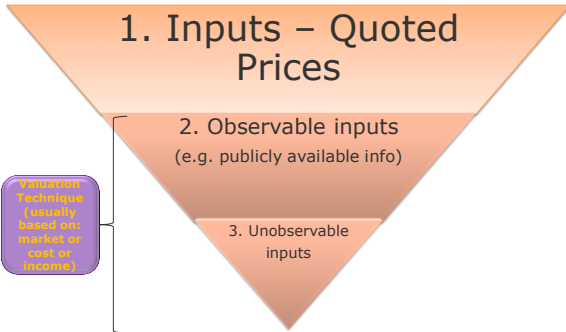 1. Inputs – Quoted
Prices
2. Observable inputs
(e.g. publicly available info)
3. Unobservable
inputs
Valuation
Technique
(usually
based on:
market or
cost or
income)